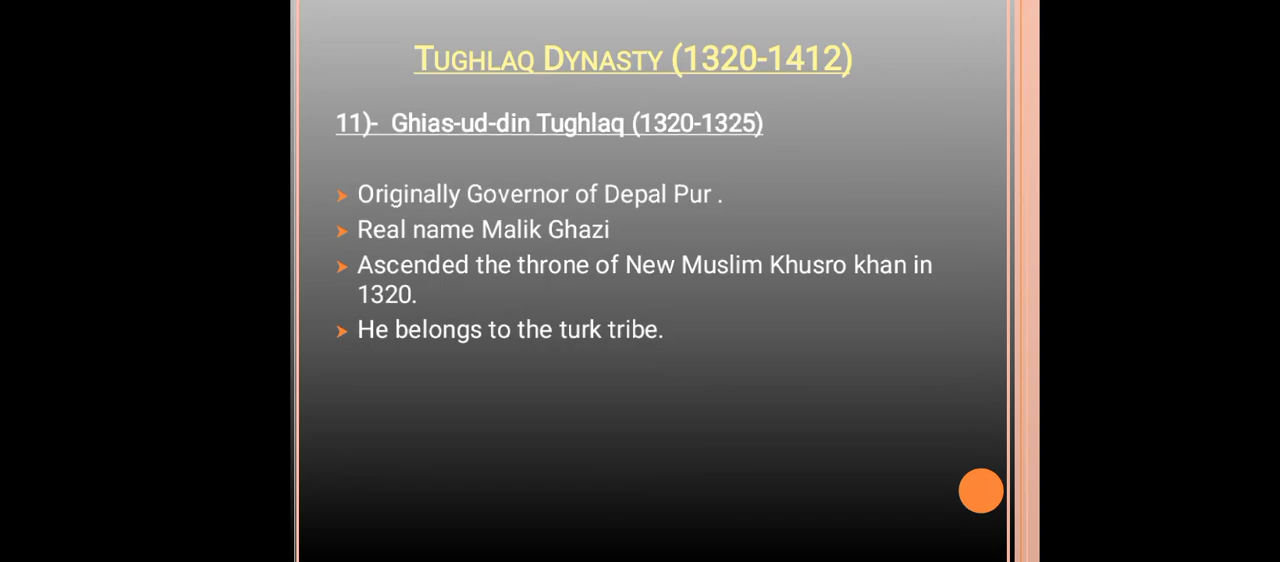 TUGHLAQ DYNASTY (1320-1412)
11)- Ghias-ud-din Tughlaq (1320-1325)
Originally Governor of Depal Pur .
Real name Malik Ghazi
Ascended the throne of New Muslim Khusro khan in
1320.
He belongs to the turk tribe.